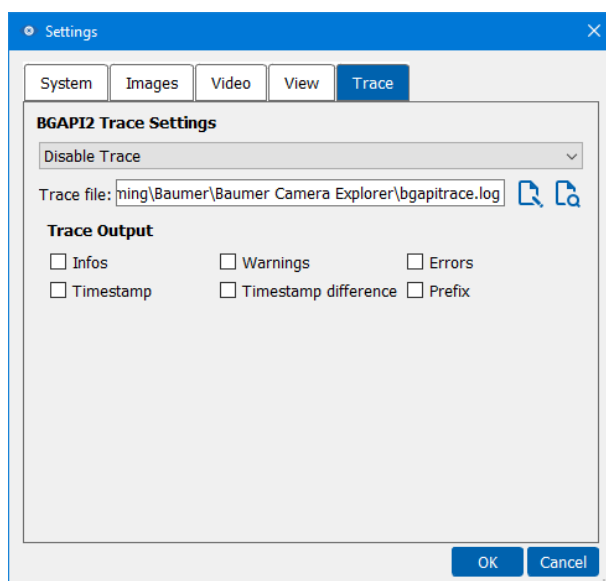 Settings
System Images Video View Trace
BGAPI2 Trace Settings
Disable Trace
Trace file: ming\Baumer\Baumer Camera Explorer\bgapitrace.log
Trace Output
Infos Warnings Errors
Timestamp Timestamp difference Prefix
OK Cancel